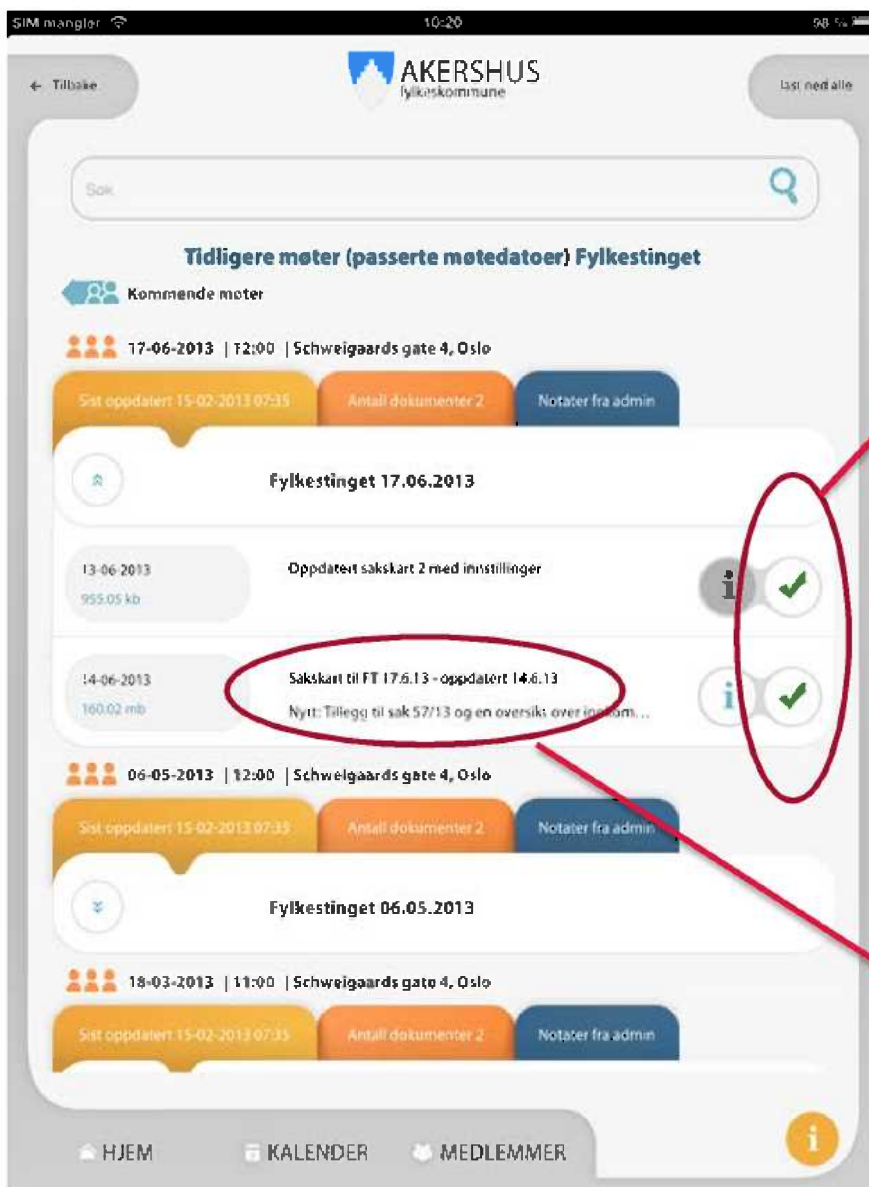 SIM mangler 10:20 98 %
← Tilbake
AKERSHUS
fylkeskommune
last ned alle
Søk
Tidligere møter (passerte møtedatoer) Fylkestinget
Kommende møter
17-06-2013 | 12:00 | Schweigaards gate 4, Oslo
Sist oppdatert 15-02-2013 07:35 Antall dokumenter 2 Notater fra admin
Fylkestinget 17.06.2013
13-06-2013 Oppdatert sakskart 2 med innstillinger
955.05 kb
i
14-06-2013 Sakskart til FT 17.6.13 - oppdatert 14.6.13
160.02 mb Nytt: Tillegg til sak 57/13 og en oversikt over innkom...
i
06-05-2013 | 12:00 | Schweigaards gate 4, Oslo
Sist oppdatert 15-02-2013 07:35 Antall dokumenter 2 Notater fra admin
Fylkestinget 06.05.2013
18-03-2013 | 11:00 | Schweigaards gate 4, Oslo
Sist oppdatert 15-02-2013 07:35 Antall dokumenter 2 Notater fra admin
HJEM KALENDER MEDLEMMER i